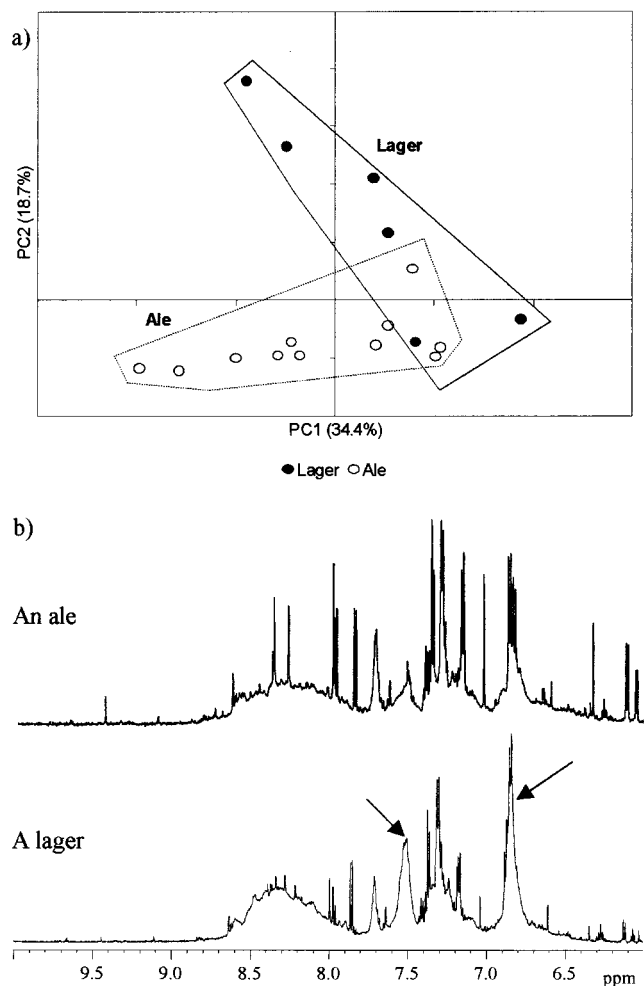 a)
PC2 (18.7%)
Lager
Ale
PC1 (34.4%)
Lager Ale
b)
An ale
A lager
9.5 9.0 8.5 8.0 7.5 7.0 6.5 ppm